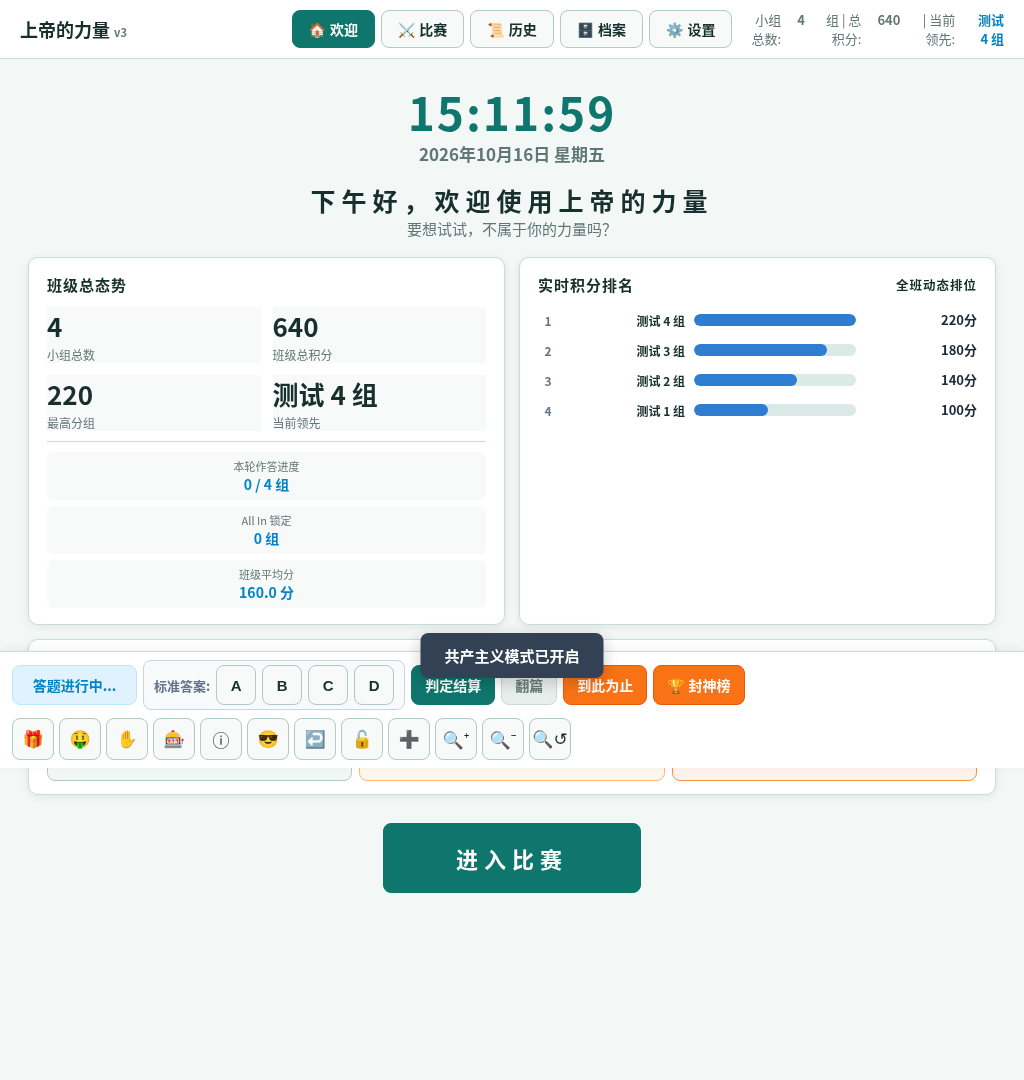 上帝的力量 v3
🏠 欢迎
⚔️ 比赛
📜 历史
🗄️ 档案
⚙️ 设置
小组总数: 4 组 | 总积分: 640 | 当前领先: 测试 4 组
15:11:59
2026年10月16日 星期五
下午好，欢迎使用上帝的力量
要想试试，不属于你的力量吗?
班级总态势
4
小组总数
640
班级总积分
220
最高分组
测试 4 组
当前领先
本轮作答进度
0 / 4 组
All In 锁定
0 组
班级平均分
160.0 分
实时积分排名
全班动态排位
1 测试 4 组 220分
2 测试 3 组 180分
3 测试 2 组 140分
4 测试 1 组 100分
共产主义模式已开启
答题进行中...
标准答案: A B C D
判定结算
翻篇
到此为止
🏆 封神榜
进入比赛